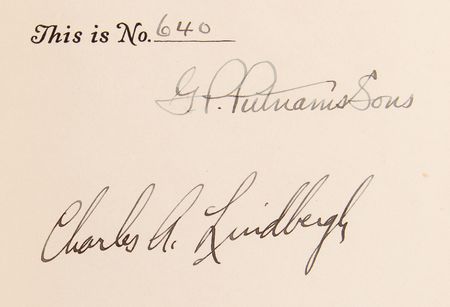 This is No. 640
G. P. Putnam's Sons
Charles A. Lindbergh